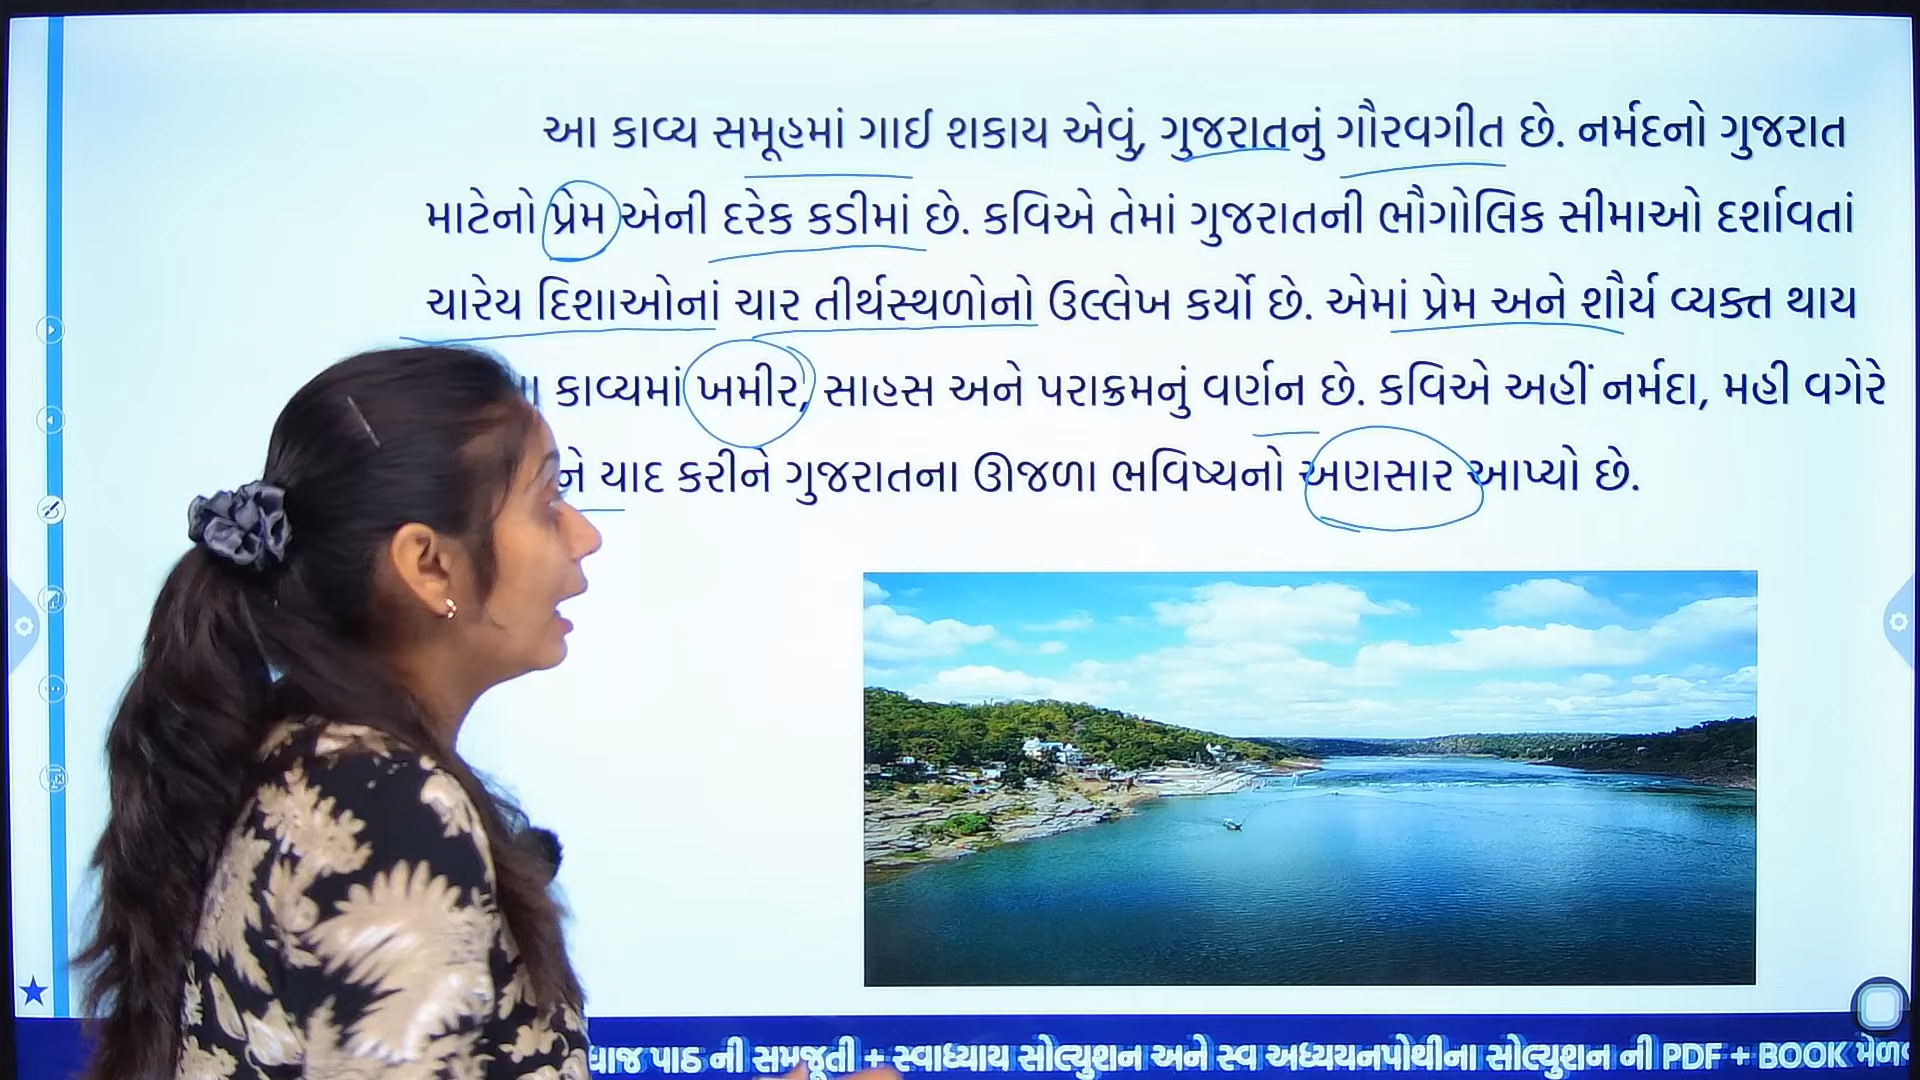 આ કાવ્ય સમૂહમાં ગાઈ શકાય એવું, ગુજરાતનું ગૌરવગીત છે. નર્મદનો ગુજરાત
માટેનો પ્રેમ એની દરેક કડીમાં છે. કવિએ તેમાં ગુજરાતની ભૌગોલિક સીમાઓ દર્શાવતાં
ચારેય દિશાઓનાં ચાર તીર્થસ્થળોનો ઉલ્લેખ કર્યો છે. એમાં પ્રેમ અને શૌર્ય વ્યક્ત થાય
કાવ્યમાં ખમીર, સાહસ અને પરાક્રમનું વર્ણન છે. કવિએ અહીં નર્મદા, મહી વગેરે
યાદ કરીને ગુજરાતના ઊજળા ભવિષ્યનો અણસાર આપ્યો છે.
પાઠ ની સમજૂતી + સ્વાધ્યાય સોલ્યુશન અને સ્વ અધ્યયનપોથીના સોલ્યુશન ની PDF + BOOK